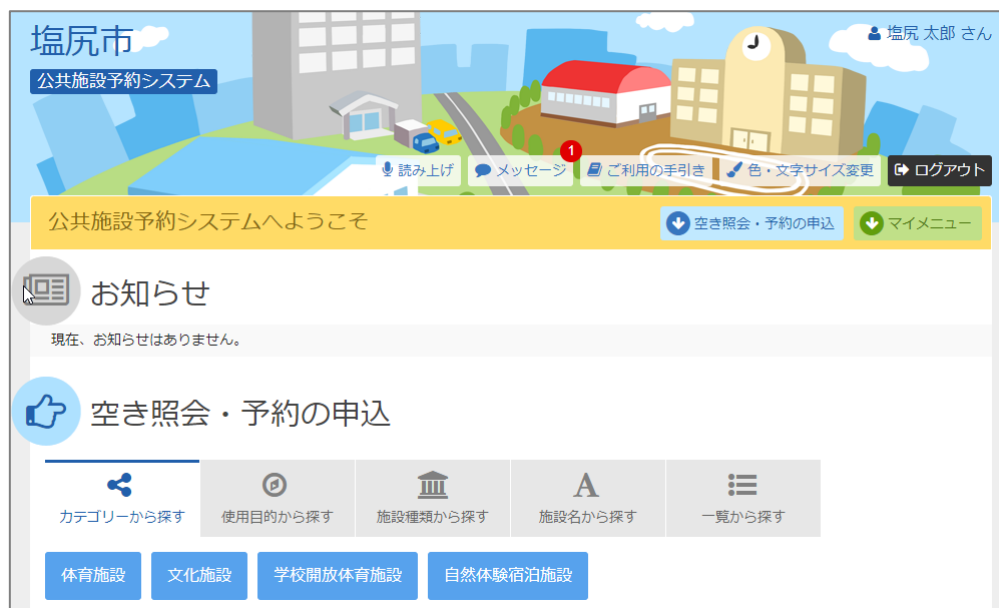 塩尻市
塩尻 太郎 さん
公共施設予約システム
1
読み上げ メッセージ ご利用の手引き 色・文字サイズ変更 ログアウト
公共施設予約システムへようこそ 空き照会・予約の申込 マイメニュー
お知らせ
現在、お知らせはありません。
空き照会・予約の申込
カテゴリーから探す 使用目的から探す 施設種類から探す 施設名から探す 一覧から探す
体育施設 文化施設 学校開放体育施設 自然体験宿泊施設